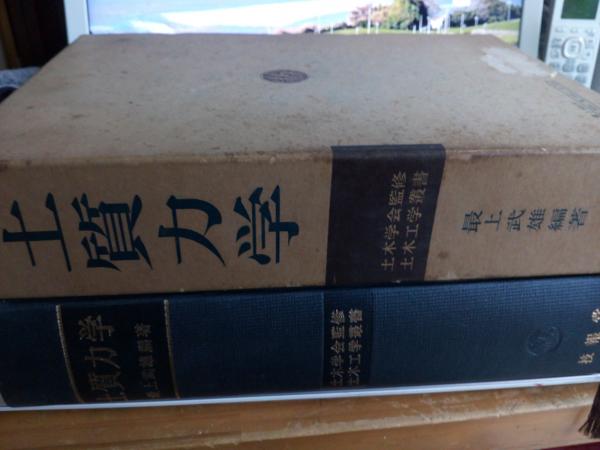 土質力学
土木学会監修
土木工学叢書
最上武雄編著
土質力学
最上武雄編著
土木学会監修
土木工学叢書
技報堂